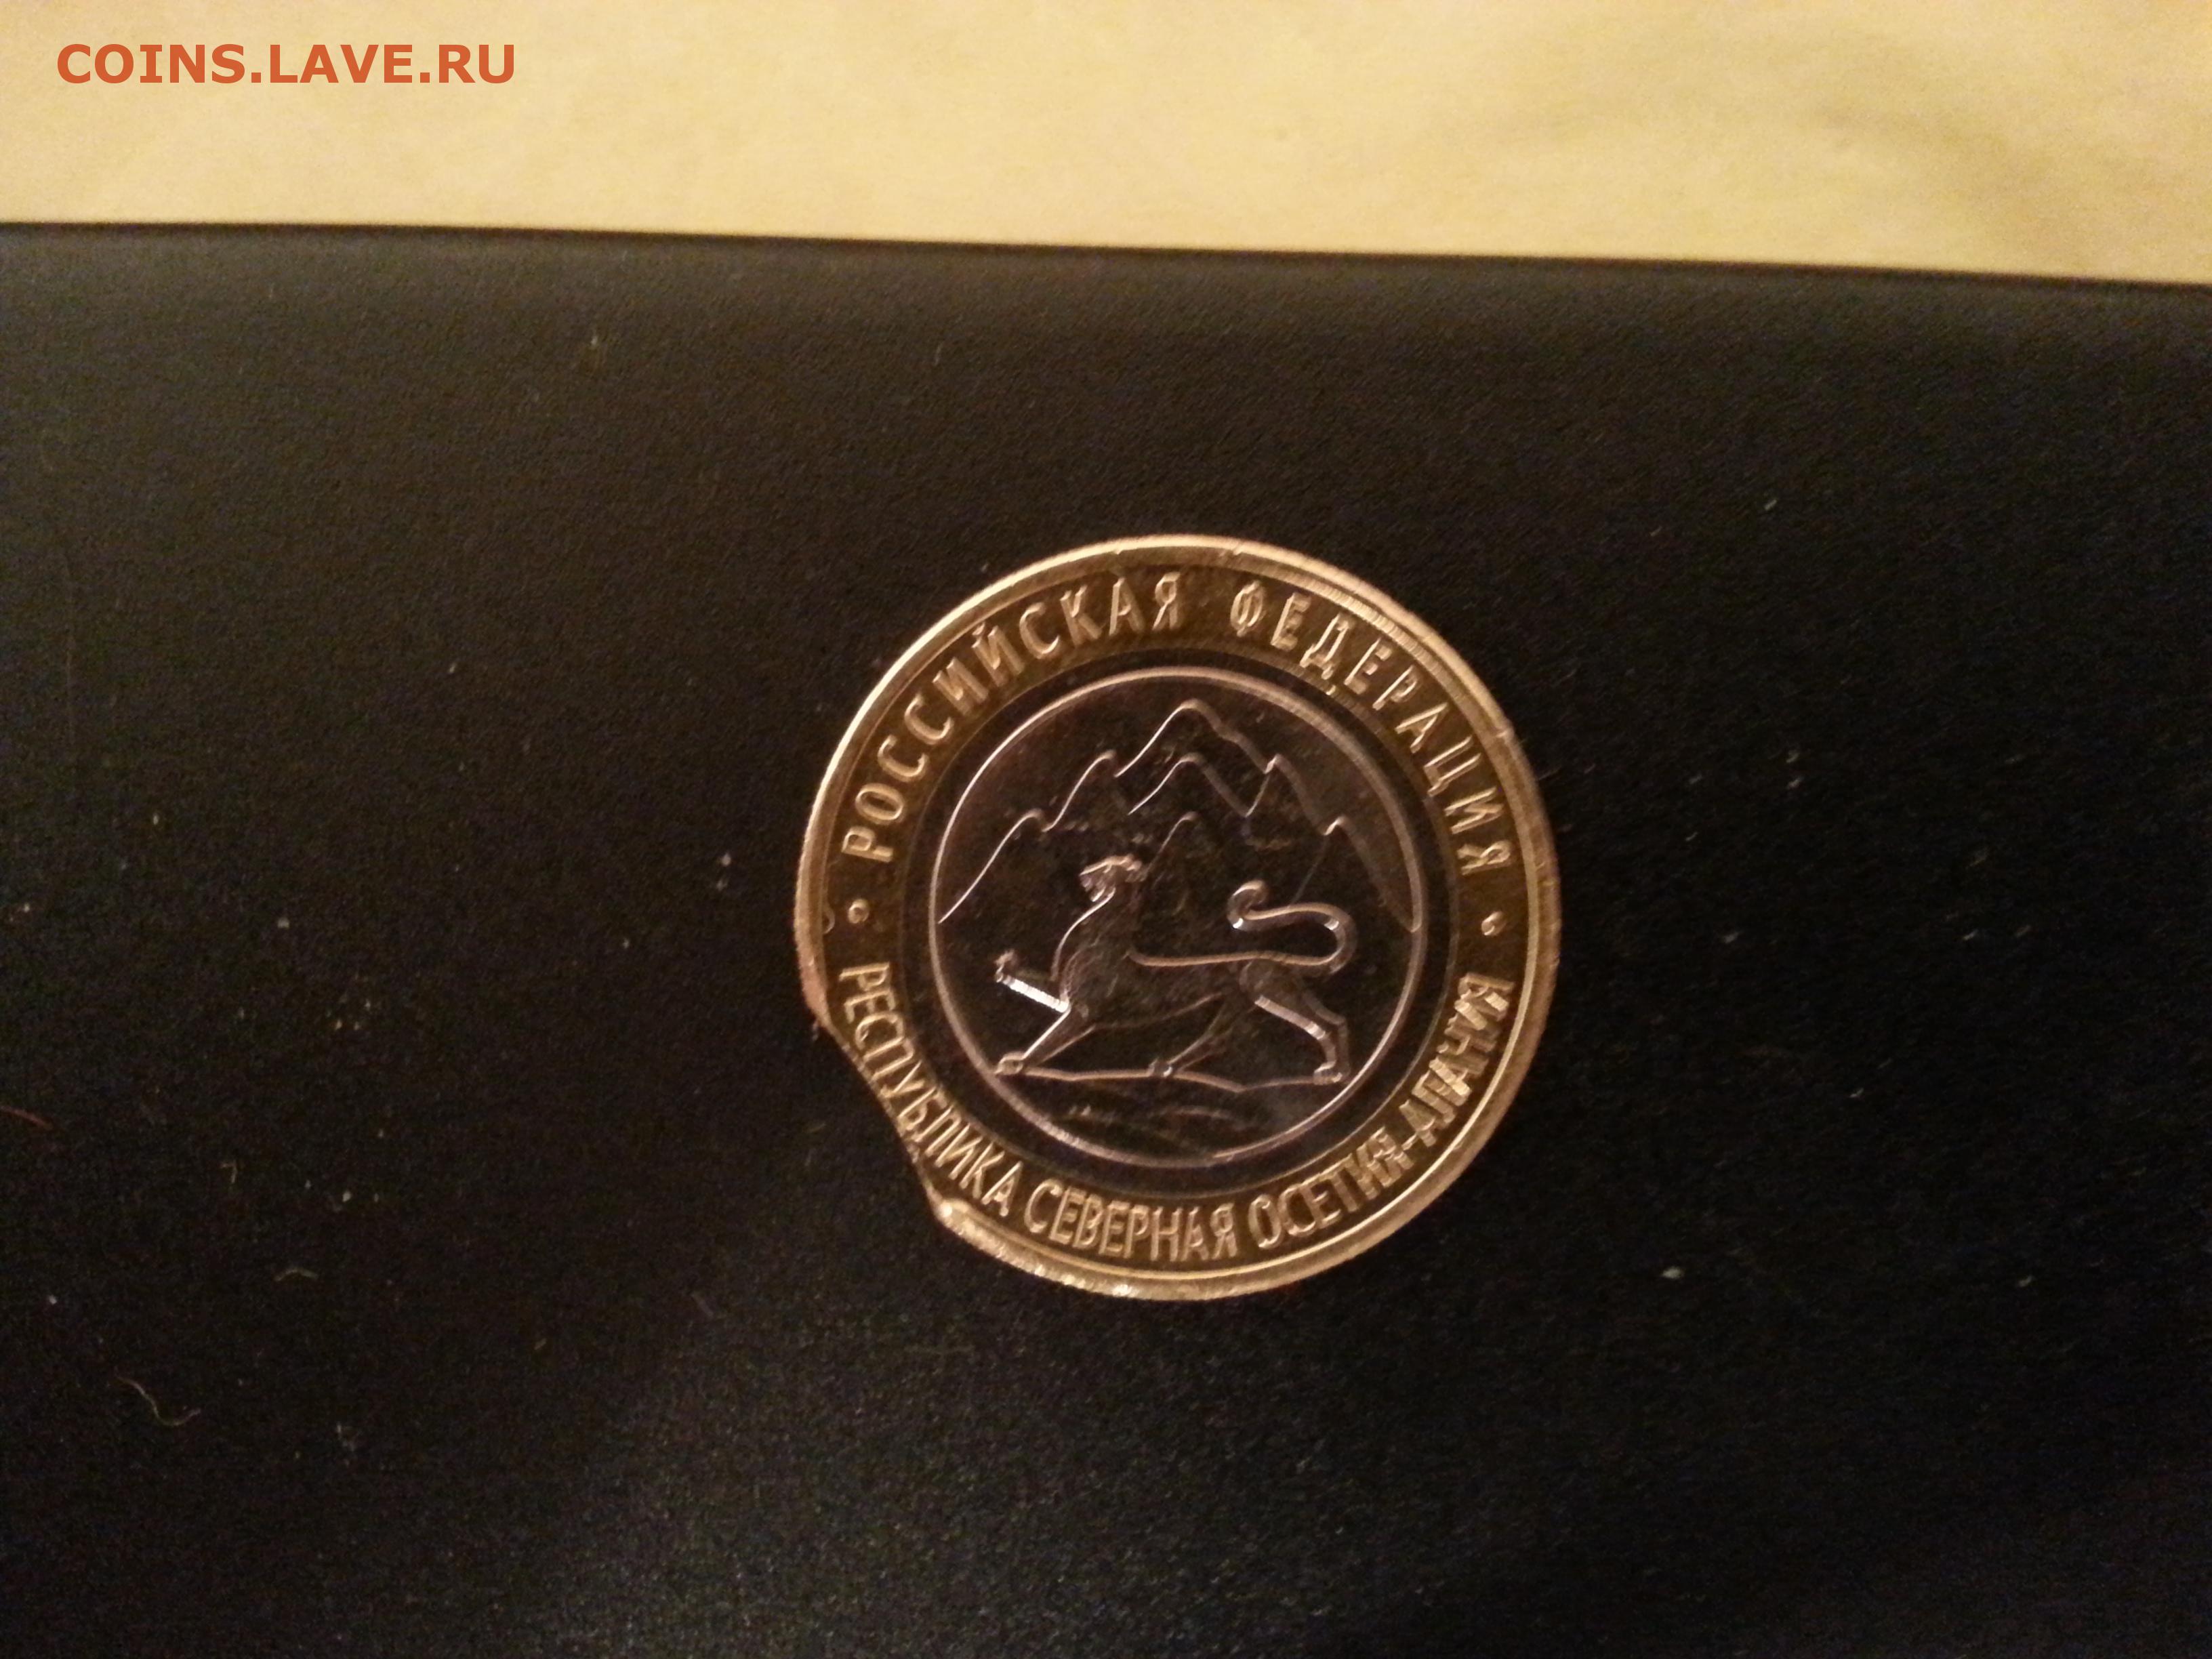 COINS.LAVE.RU
РОССИЙСКАЯ ФЕДЕРАЦИЯ
РЕСПУБЛИКА СЕВЕРНАЯ ОСЕТИЯ-АЛАНИЯ